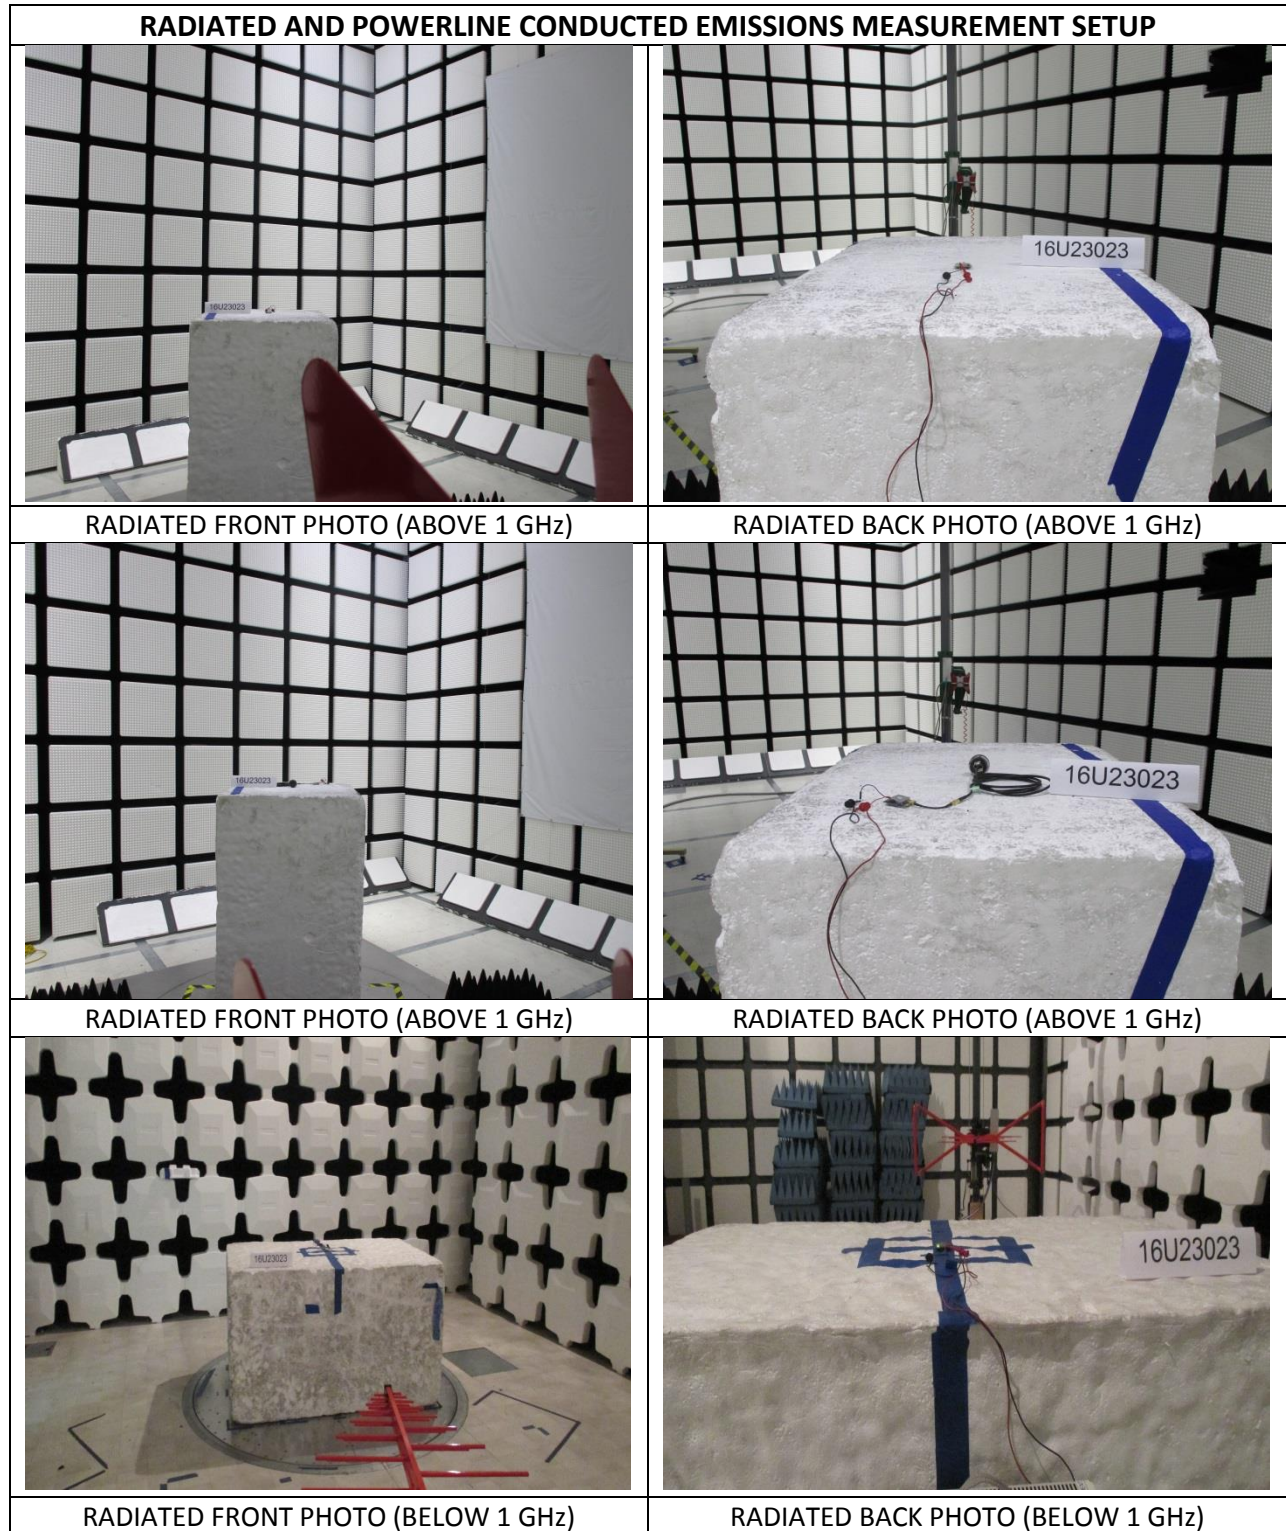 RADIATED AND POWERLINE CONDUCTED EMISSIONS MEASUREMENT SETUP
16U23023
16U23023
RADIATED FRONT PHOTO (ABOVE 1 GHz)
RADIATED BACK PHOTO (ABOVE 1 GHz)
16U23023
16U23023
RADIATED FRONT PHOTO (ABOVE 1 GHz)
RADIATED BACK PHOTO (ABOVE 1 GHz)
16U23023
16U23023
RADIATED FRONT PHOTO (BELOW 1 GHz)
RADIATED BACK PHOTO (BELOW 1 GHz)